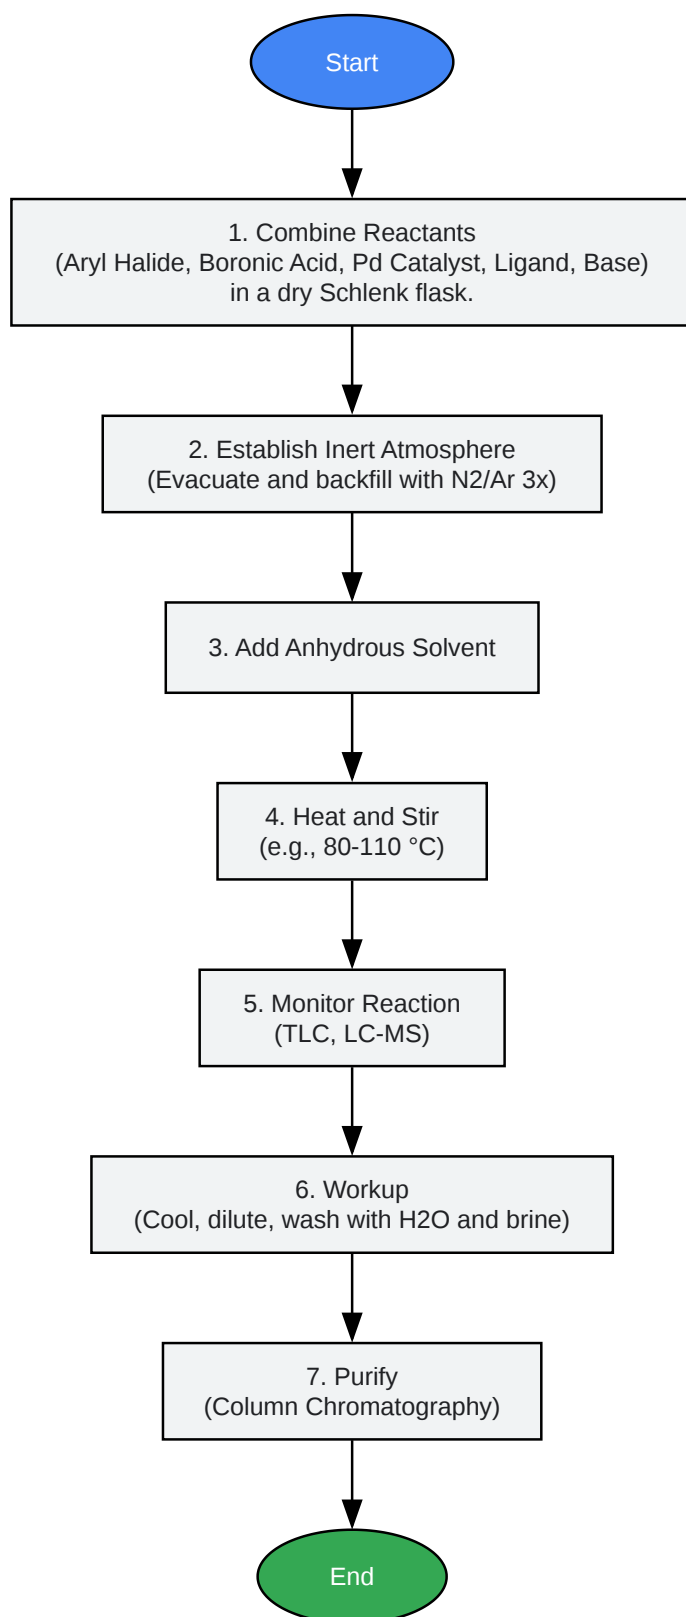 Start
1. Combine Reactants
(Aryl Halide, Boronic Acid, Pd Catalyst, Ligand, Base)
in a dry Schlenk flask.
2. Establish Inert Atmosphere
(Evacuate and backfill with N2/Ar 3x)
3. Add Anhydrous Solvent
4. Heat and Stir
(e.g., 80-110 °C)
5. Monitor Reaction
(TLC, LC-MS)
6. Workup
(Cool, dilute, wash with H2O and brine)
7. Purify
(Column Chromatography)
End